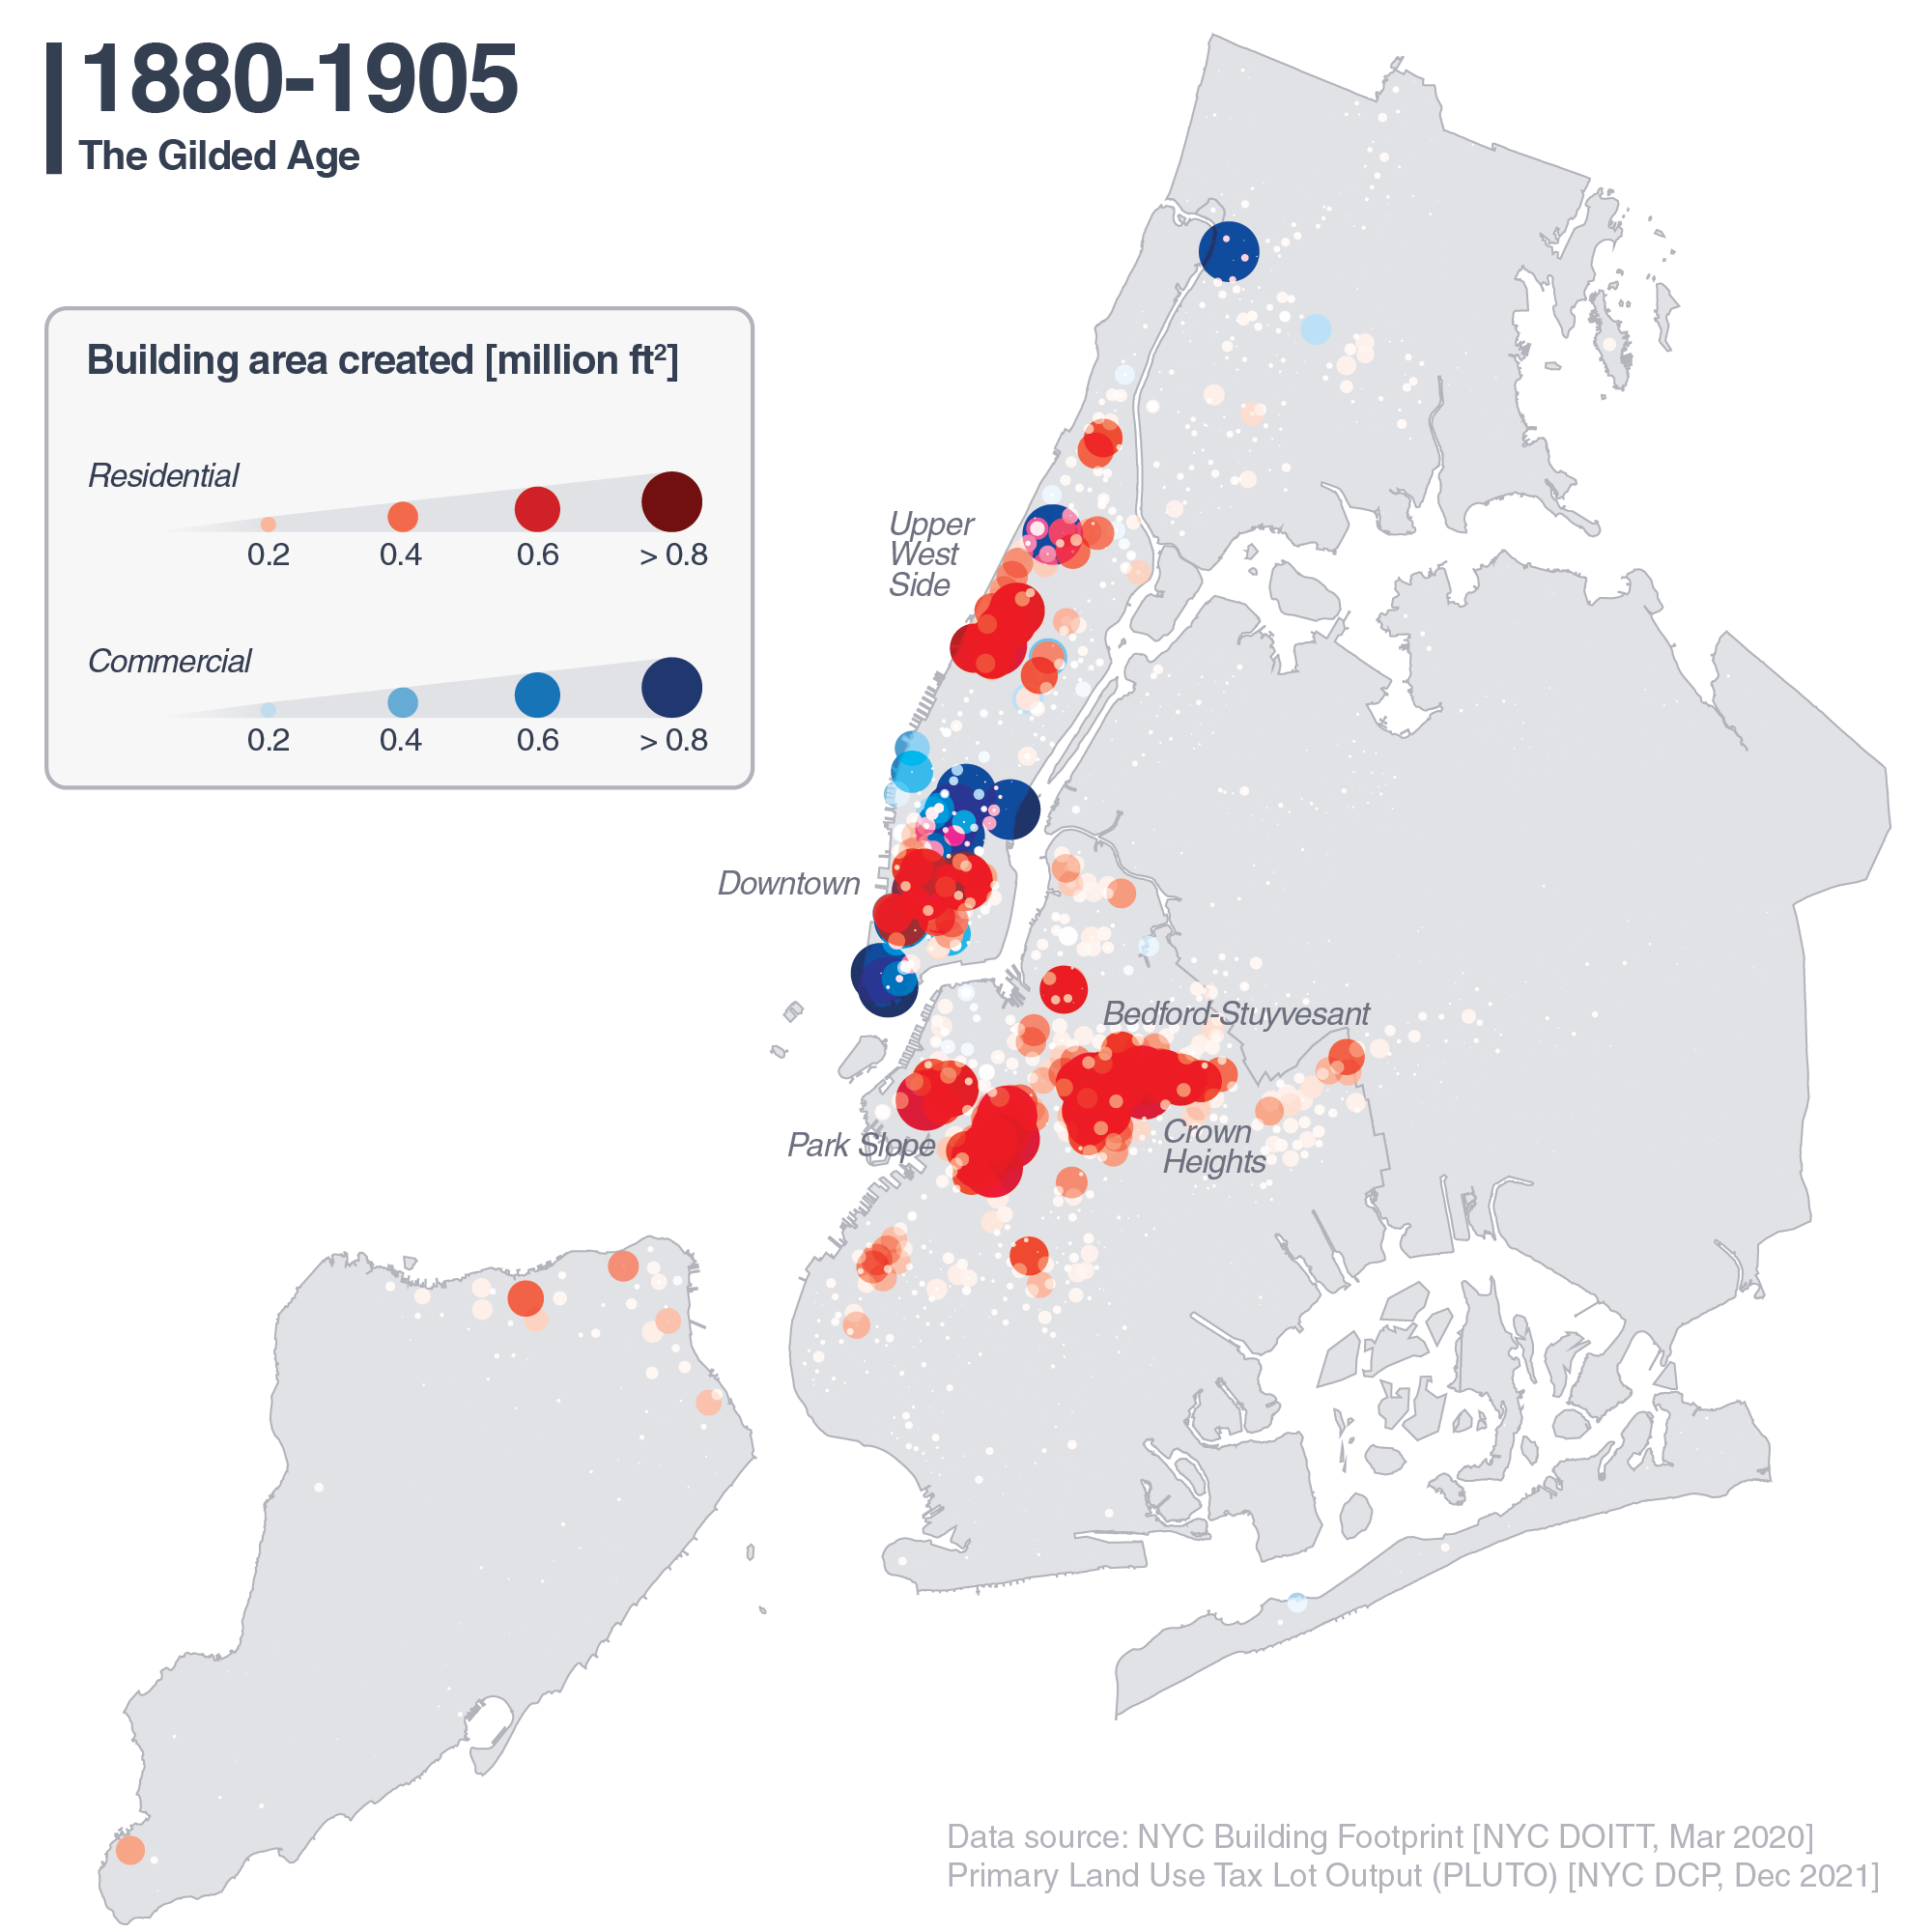 1880-1905
The Gilded Age
Building area created [million ft²]
Residential
0.2 0.4 0.6 > 0.8
Commercial
0.2 0.4 0.6 > 0.8
Upper
West
Side
Downtown
Bedford-Stuyvesant
Park Slope
Crown
Heights
Data source: NYC Building Footprint [NYC DOITT, Mar 2020]
Primary Land Use Tax Lot Output (PLUTO) [NYC DCP, Dec 2021]